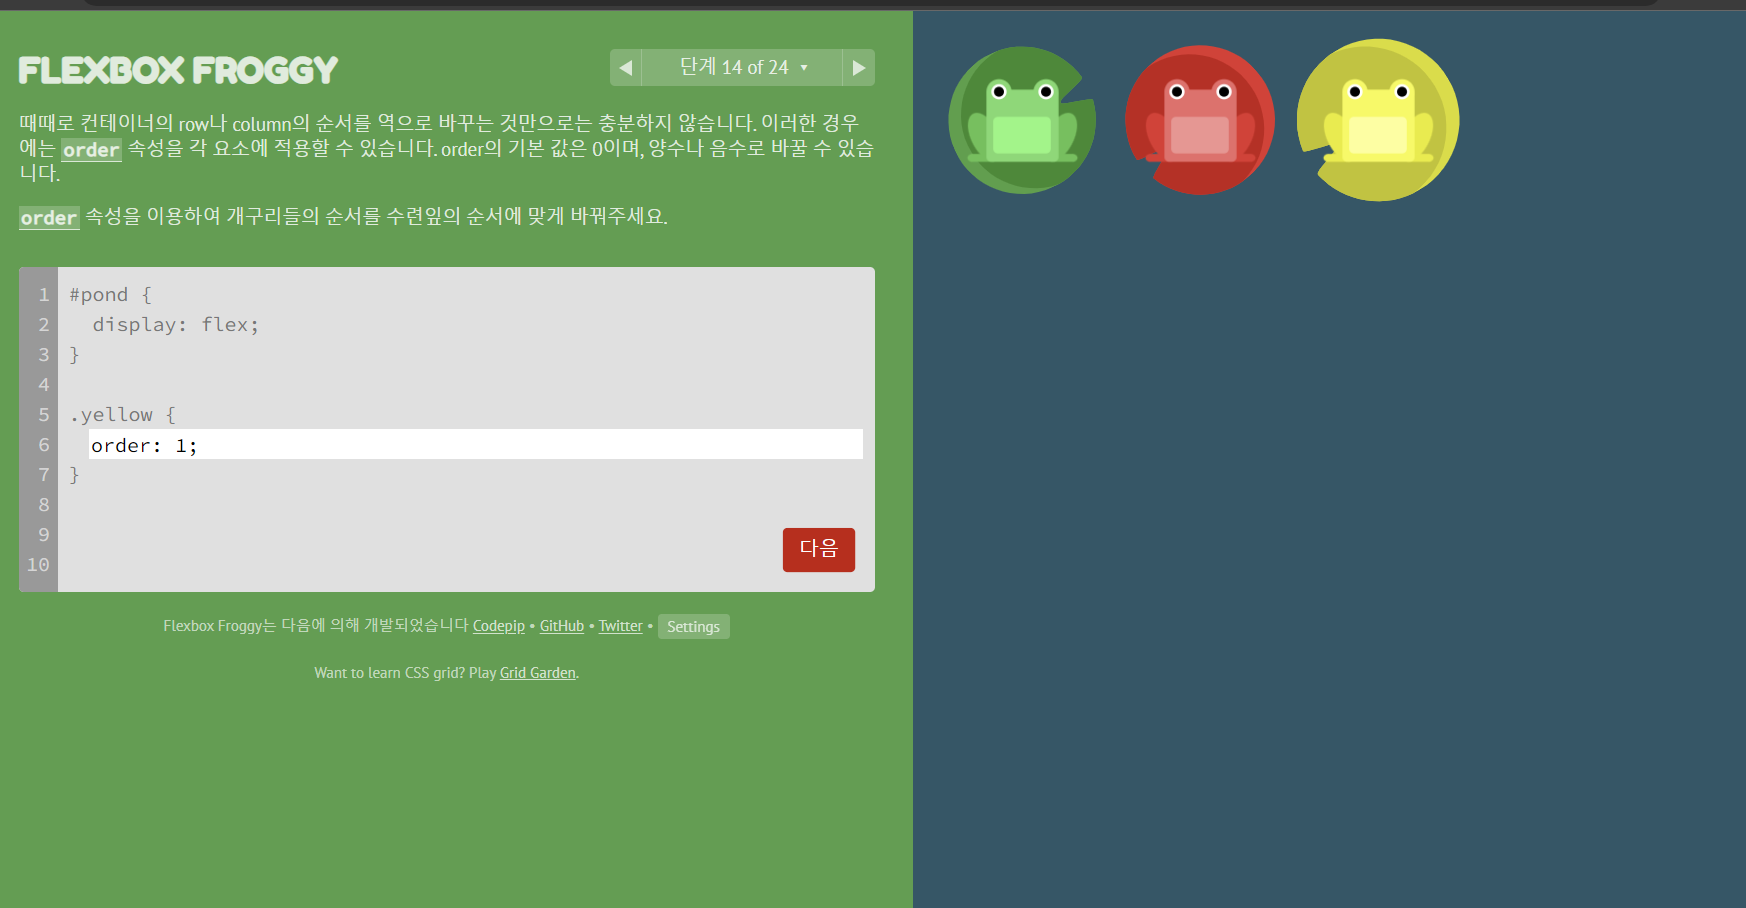 FLEXBOX FROGGY
◀ 단계 14 of 24 ▾ ▶
때때로 컨테이너의 row나 column의 순서를 역으로 바꾸는 것만으로는 충분하지 않습니다. 이러한 경우
에는 order 속성을 각 요소에 적용할 수 있습니다. order의 기본 값은 0이며, 양수나 음수로 바꿀 수 있습
니다.
order 속성을 이용하여 개구리들의 순서를 수련잎의 순서에 맞게 바꿔주세요.
1 #pond {
2 display: flex;
3 }
4
5 .yellow {
6 order: 1;
7 }
8
9
10
다음
Flexbox Froggy는 다음에 의해 개발되었습니다 Codepip • GitHub • Twitter • Settings
Want to learn CSS grid? Play Grid Garden.